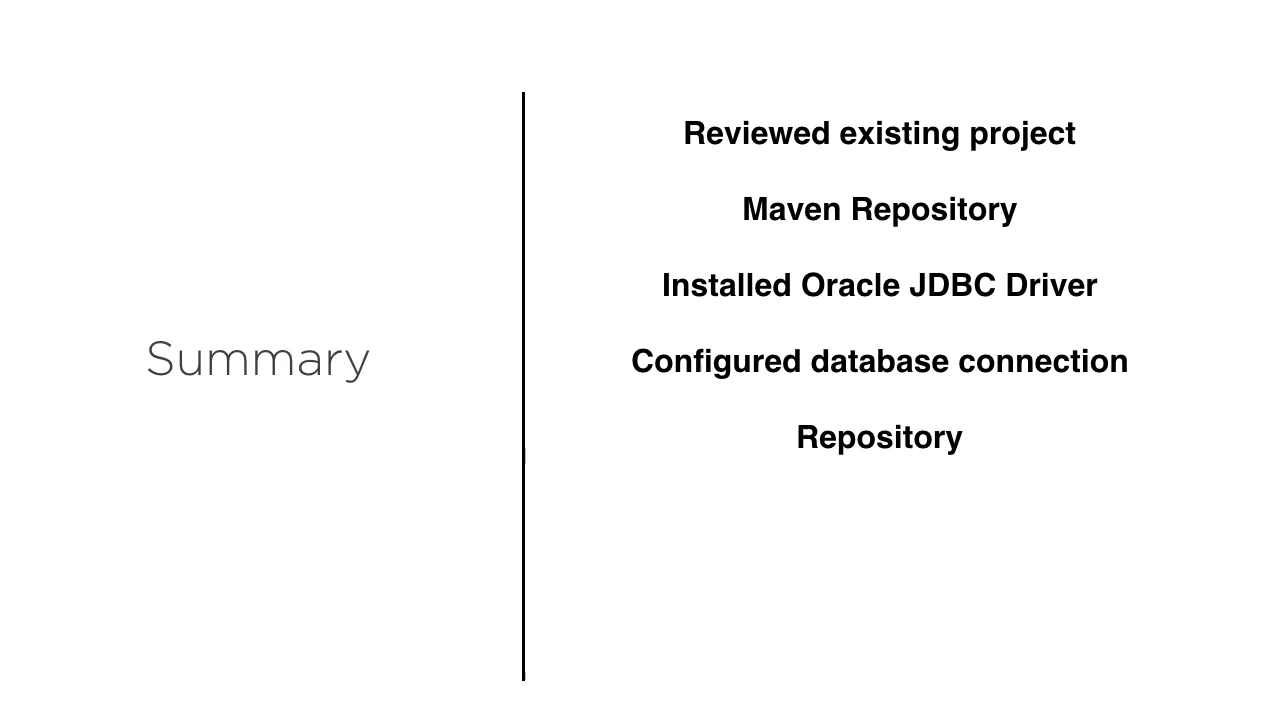 Summary
Reviewed existing project
Maven Repository
Installed Oracle JDBC Driver
Configured database connection
Repository